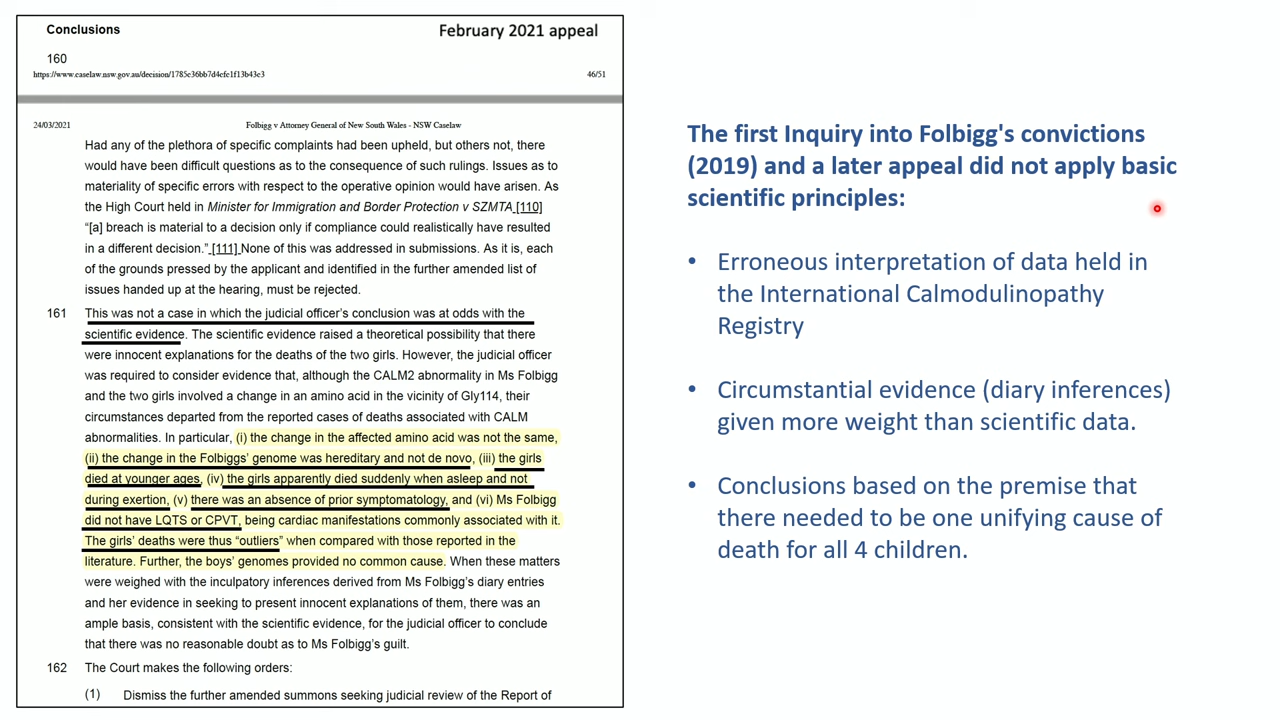 Conclusions
February 2021 appeal
160
https://www.caselaw.nsw.gov.au/decision/1785c36bb7d4cfc1f13b43e3
46/51
24/03/2021
Folbigg v Attorney General of New South Wales - NSW Caselaw
Had any of the plethora of specific complaints had been upheld, but others not, there
would have been difficult questions as to the consequence of such rulings. Issues as to
materiality of specific errors with respect to the operative opinion would have arisen. As
the High Court held in Minister for Immigration and Border Protection v SZMTA [110]
“[a] breach is material to a decision only if compliance could realistically have resulted
in a different decision.” [111] None of this was addressed in submissions. As it is, each
of the grounds pressed by the applicant and identified in the further amended list of
issues handed up at the hearing, must be rejected.
161 This was not a case in which the judicial officer’s conclusion was at odds with the
scientific evidence. The scientific evidence raised a theoretical possibility that there
were innocent explanations for the deaths of the two girls. However, the judicial officer
was required to consider evidence that, although the CALM2 abnormality in Ms Folbigg
and the two girls involved a change in an amino acid in the vicinity of Gly114, their
circumstances departed from the reported cases of deaths associated with CALM
abnormalities. In particular, (i) the change in the affected amino acid was not the same,
(ii) the change in the Folbiggs’ genome was hereditary and not de novo, (iii) the girls
died at younger ages, (iv) the girls apparently died suddenly when asleep and not
during exertion, (v) there was an absence of prior symptomatology, and (vi) Ms Folbigg
did not have LQTS or CPVT, being cardiac manifestations commonly associated with it.
The girls’ deaths were thus “outliers” when compared with those reported in the
literature. Further, the boys’ genomes provided no common cause. When these matters
were weighed with the inculpatory inferences derived from Ms Folbigg’s diary entries
and her evidence in seeking to present innocent explanations of them, there was an
ample basis, consistent with the scientific evidence, for the judicial officer to conclude
that there was no reasonable doubt as to Ms Folbigg’s guilt.
162 The Court makes the following orders:
(1) Dismiss the further amended summons seeking judicial review of the Report of
The first Inquiry into Folbigg's convictions
(2019) and a later appeal did not apply basic
scientific principles:
• Erroneous interpretation of data held in
the International Calmodulinopathy
Registry
• Circumstantial evidence (diary inferences)
given more weight than scientific data.
• Conclusions based on the premise that
there needed to be one unifying cause of
death for all 4 children.